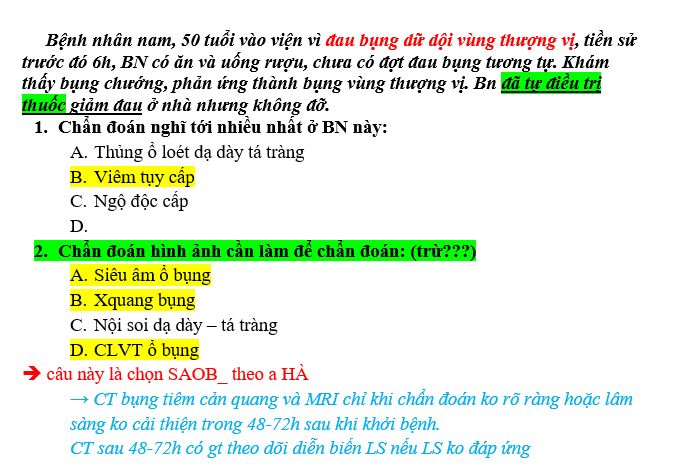 Bệnh nhân nam, 50 tuổi vào viện vì đau bụng dữ dội vùng thượng vị, tiền sử
trước đó 6h, BN có ăn và uống rượu, chưa có đợt đau bụng tương tự. Khám
thấy bụng chướng, phản ứng thành bụng vùng thượng vị. Bn đã tự điều trị
thuốc giảm đau ở nhà nhưng không đỡ.
1. Chẩn đoán nghĩ tới nhiều nhất ở BN này:
A. Thủng ổ loét dạ dày tá tràng
B. Viêm tụy cấp
C. Ngộ độc cấp
D.
2. Chẩn đoán hình ảnh cần làm để chẩn đoán: (trừ???)
A. Siêu âm ổ bụng
B. Xquang bụng
C. Nội soi dạ dày – tá tràng
D. CLVT ổ bụng
➔ câu này là chọn SAOB_ theo a HÀ
→ CT bụng tiêm cản quang và MRI chỉ khi chẩn đoán ko rõ ràng hoặc lâm
sàng ko cải thiện trong 48-72h sau khi khởi bệnh.
CT sau 48-72h có gt theo dõi diễn biến LS nếu LS ko đáp ứng